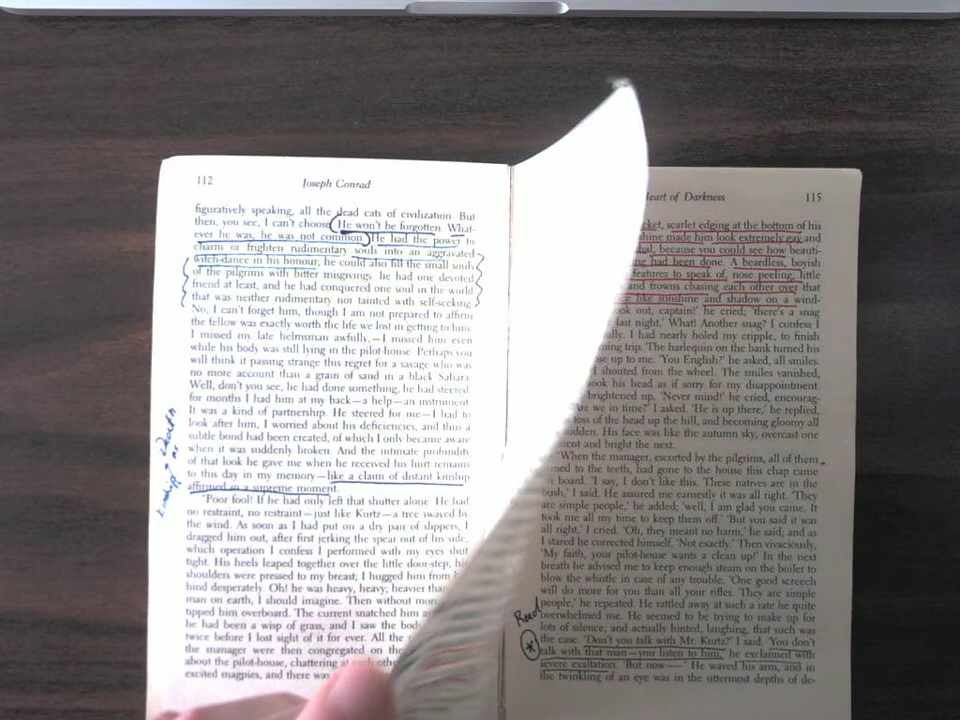 112
Joseph Conrad
figuratively speaking, all the dead cats of civilization. But
then, you see, I can't choose. He won't be forgotten. What-
ever he was, he was not common. He had the power to
charm or frighten rudimentary souls into an aggravated
witch-dance in his honour; he could also fill the small souls
of the pilgrims with bitter misgivings: he had one devoted
friend at least, and he had conquered one soul in the world
that was neither rudimentary nor tainted with self-seeking.
No; I can't forget him, though I am not prepared to affirm
the fellow was exactly worth the life we lost in getting to him.
I missed my late helmsman awfully,—I missed him even
while his body was still lying in the pilot-house. Perhaps you
will think it passing strange this regret for a savage who was
no more account than a grain of sand in a black Sahara.
Well, don't you see, he had done something, he had steered;
for months I had him at my back—a help—an instrument.
It was a kind of partnership. He steered for me—I had to
look after him, I worried about his deficiencies, and thus a
subtle bond had been created, of which I only became aware
when it was suddenly broken. And the intimate profundity
of that look he gave me when he received his hurt remains
to this day in my memory—like a claim of distant kinship
affirmed in a supreme moment.
"Poor fool! If he had only left that shutter alone. He had
no restraint, no restraint—just like Kurtz—a tree swayed by
the wind. As soon as I had put on a dry pair of slippers, I
dragged him out, after first jerking the spear out of his side,
which operation I confess I performed with my eyes shut
tight. His heels leaped together over the little door-step; his
shoulders were pressed to my breast; I hugged him from
hind desperately. Oh! he was heavy, heavy; heavier than
man on earth, I should imagine. Then without more
tipped him overboard. The current snatched him
he had been a wisp of grass, and I saw the body
twice before I lost sight of it for ever. All the
the manager were then congregated on the
about the pilot-house, chattering at each othe
excited magpies, and there was
Kinship Death
Heart of Darkness
115
cket, scarlet edging at the bottom of his
shine made him look extremely gay and
hal, because you could see how beauti-
ng had been done. A beardless, boyish
features to speak of, nose peeling, little
and frowns chasing each other over that
like sunshine and shadow on a wind-
ook out, captain!' he cried; 'there's a snag
last night.' What! Another snag? I confess I
ully. I had nearly holed my cripple, to finish
ming trip. The harlequin on the bank turned his
se up to me. 'You English?' he asked, all smiles.
I shouted from the wheel. The smiles vanished,
ook his head as if sorry for my disappointment.
brightened up. 'Never mind!' he cried, encourag-
e we in time?' I asked. 'He is up there,' he replied,
toss of the head up the hill, and becoming gloomy all
udden. His face was like the autumn sky, overcast one
ment and bright the next.
"When the manager, escorted by the pilgrims, all of them
med to the teeth, had gone to the house this chap came
board. 'I say, I don't like this. These natives are in the
bush,' I said. He assured me earnestly it was all right. 'They
are simple people,' he added; 'well, I am glad you came. It
took me all my time to keep them off.' 'But you said it was
all right,' I cried. 'Oh, they meant no harm,' he said; and as
I stared he corrected himself, 'Not exactly.' Then vivaciously,
'My faith, your pilot-house wants a clean up!' In the next
breath he advised me to keep enough steam on the boiler to
blow the whistle in case of any trouble. 'One good screech
will do more for you than all your rifles. They are simple
people,' he repeated. He rattled away at such a rate he quite
overwhelmed me. He seemed to be trying to make up for
lots of silence, and actually hinted, laughing, that such was
the case. 'Don't you talk with Mr. Kurtz?' I said. 'You don't
talk with that man—you listen to him,' he exclaimed with
severe exaltation. 'But now—' He waved his arm, and in
the twinkling of an eye was in the uttermost depths of de-
Read